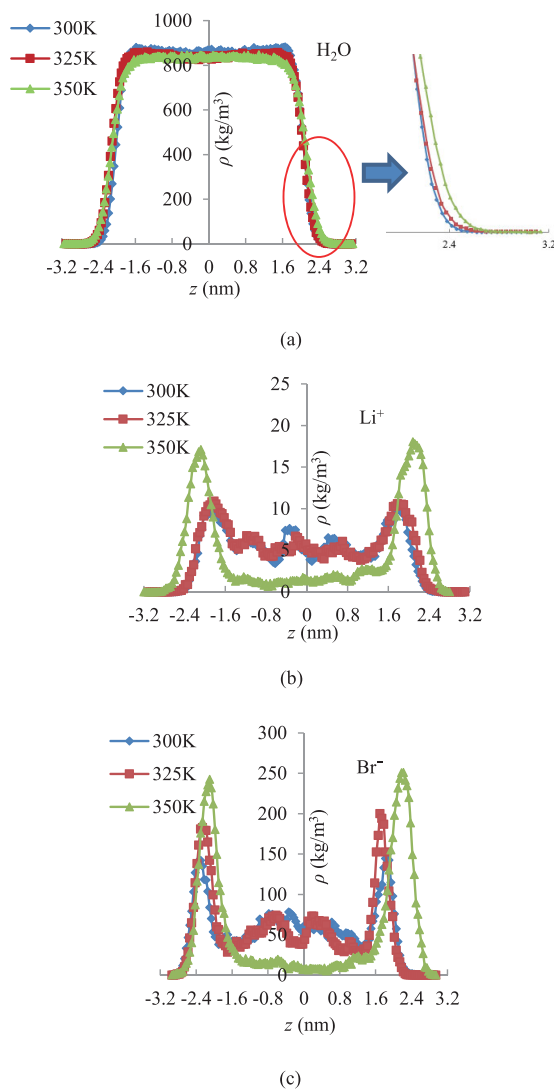 1000
800
600
400
200
0
ρ (kg/m³)
300K
325K
350K
H₂O
-3.2 -2.4 -1.6 -0.8 0 0.8 1.6 2.4 3.2
z (nm)
2.4 3.2
(a)
25
20
15
10
5
0
ρ (kg/m³)
300K
325K
350K
Li⁺
-3.2 -2.4 -1.6 -0.8 0 0.8 1.6 2.4 3.2
z (nm)
(b)
300
250
200
150
100
50
0
ρ (kg/m³)
300K
325K
350K
Br⁻
-3.2 -2.4 -1.6 -0.8 0 0.8 1.6 2.4 3.2
z (nm)
(c)